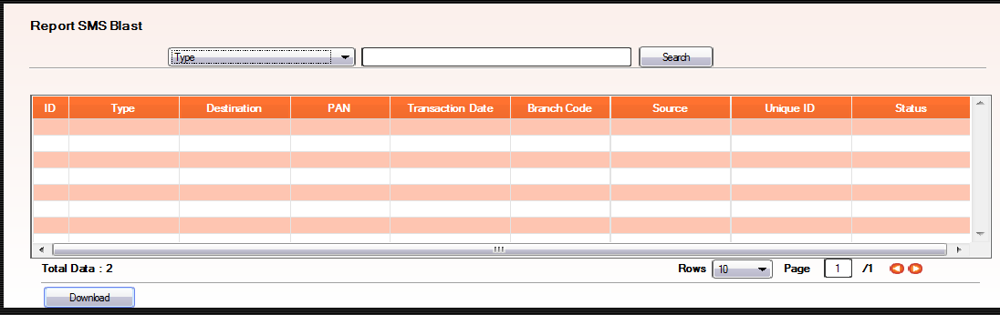 Report SMS Blast
Type Search
ID Type Destination PAN Transaction Date Branch Code Source Unique ID Status
Total Data : 2 Rows 10 Page 1 /1
Download